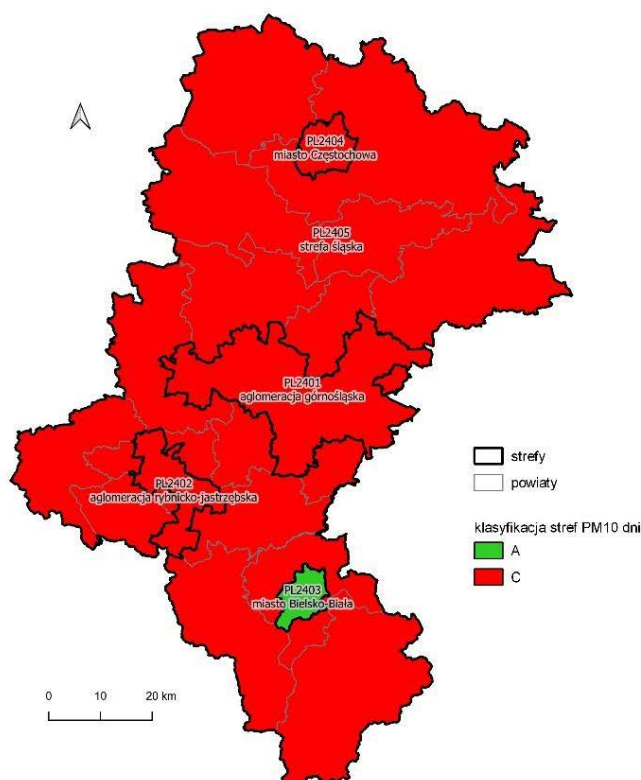 PL2404
miasto Częstochowa
PL2405
strefa śląska
PL2401
aglomeracja górnośląska
PL2402
aglomeracja rybnicko-jastrzębska
PL2403
miasto Bielsko-Biała
strefy
powiaty
klasyfikacja stref PM10 dni
A
C
0 10 20 km